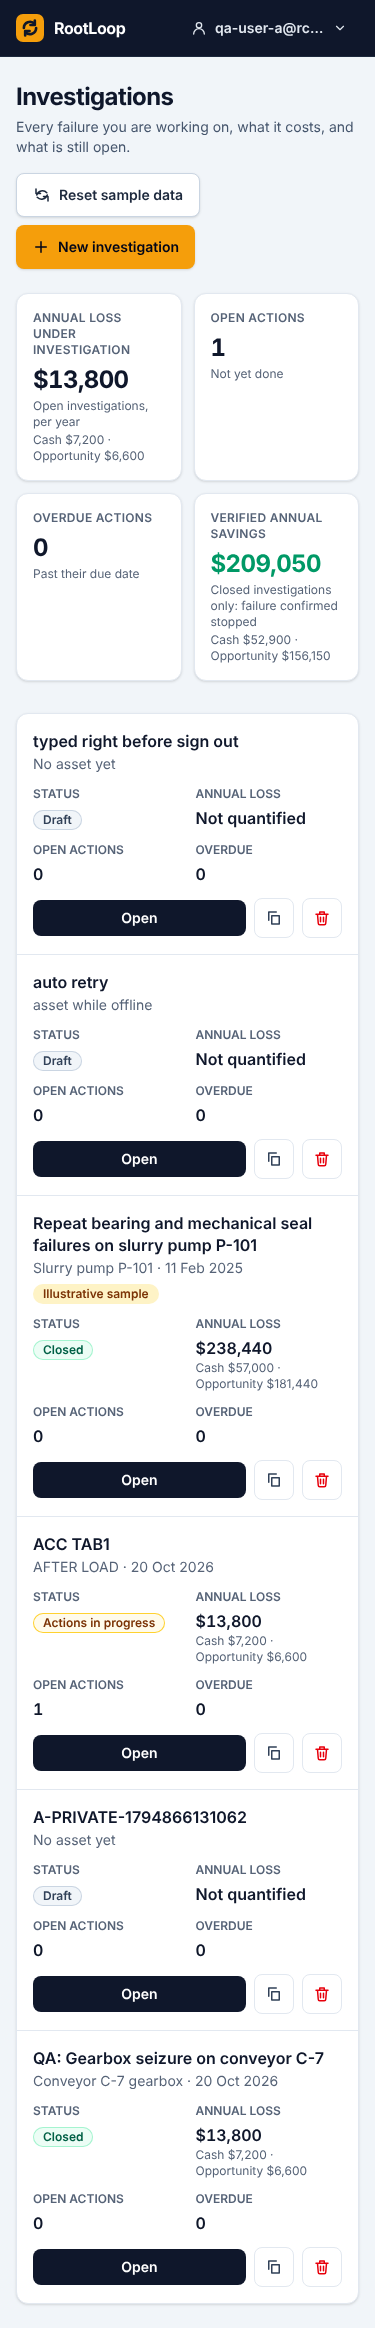 RootLoop
qa-user-a@rc...
Investigations
Every failure you are working on, what it costs, and
what is still open.
Reset sample data
New investigation
ANNUAL LOSS
UNDER
INVESTIGATION
$13,800
Open investigations,
per year
Cash $7,200 ·
Opportunity $6,600
OPEN ACTIONS
1
Not yet done
OVERDUE ACTIONS
0
Past their due date
VERIFIED ANNUAL
SAVINGS
$209,050
Closed investigations
only: failure confirmed
stopped
Cash $52,900 ·
Opportunity $156,150
typed right before sign out
No asset yet
STATUS
Draft
ANNUAL LOSS
Not quantified
OPEN ACTIONS
0
OVERDUE
0
Open
auto retry
asset while offline
STATUS
Draft
ANNUAL LOSS
Not quantified
OPEN ACTIONS
0
OVERDUE
0
Open
Repeat bearing and mechanical seal
failures on slurry pump P-101
Slurry pump P-101 · 11 Feb 2025
Illustrative sample
STATUS
Closed
ANNUAL LOSS
$238,440
Cash $57,000 ·
Opportunity $181,440
OPEN ACTIONS
0
OVERDUE
0
Open
ACC TAB1
AFTER LOAD · 20 Oct 2026
STATUS
Actions in progress
ANNUAL LOSS
$13,800
Cash $7,200 ·
Opportunity $6,600
OPEN ACTIONS
1
OVERDUE
0
Open
A-PRIVATE-1794866131062
No asset yet
STATUS
Draft
ANNUAL LOSS
Not quantified
OPEN ACTIONS
0
OVERDUE
0
Open
QA: Gearbox seizure on conveyor C-7
Conveyor C-7 gearbox · 20 Oct 2026
STATUS
Closed
ANNUAL LOSS
$13,800
Cash $7,200 ·
Opportunity $6,600
OPEN ACTIONS
0
OVERDUE
0
Open